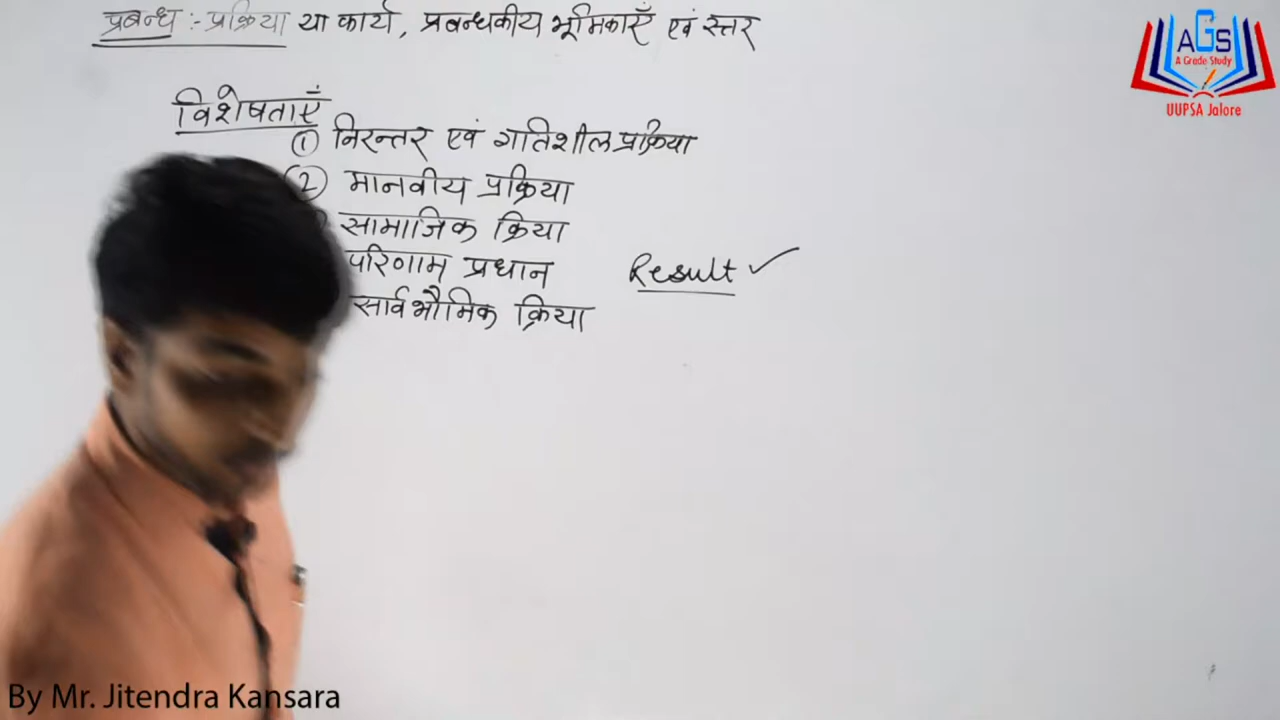 प्रबन्ध :- प्रक्रिया या कार्य, प्रबन्धकीय भूमिकाएँ एवं स्तर
विशेषताएँ
① निरन्तर एवं गतिशील प्रक्रिया
② मानवीय प्रक्रिया
सामाजिक क्रिया
परिणाम प्रधान Result ✓
सार्वभौमिक क्रिया
AGS
A Grade Study
UUPSA Jalore
By Mr. Jitendra Kansara